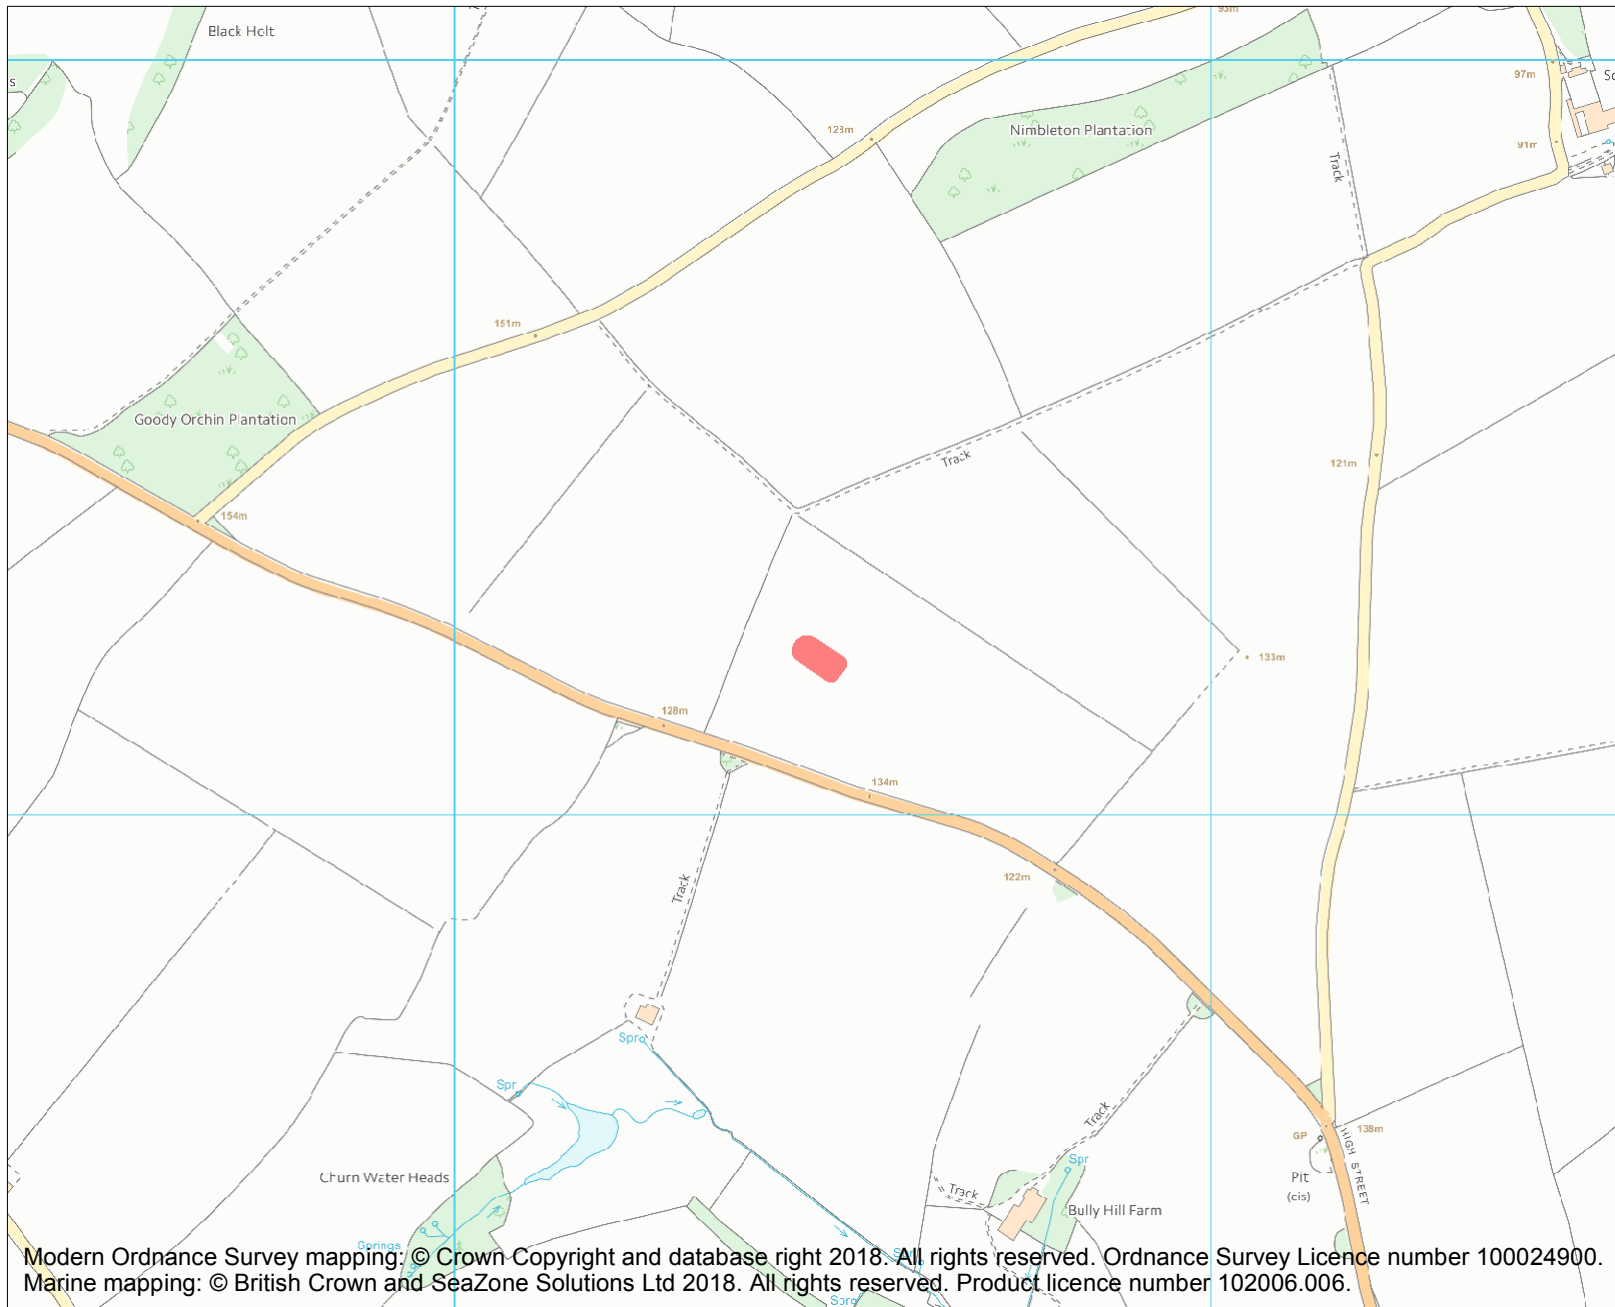 Black Holt
93m
97m
123m
Nimbleton Plantation
91m
Track
151m
Goody Orchin Plantation
Track
121m
154m
133m
128m
134m
122m
Track
Spr
Spr
Track
GP
138m
HIGH STREET
Pit
(dis)
Churn Water Heads
Track
Spr
Bully Hill Farm
Springs
Modern Ordnance Survey mapping: © Crown Copyright and database right 2018. All rights reserved. Ordnance Survey Licence number 100024900.
Marine mapping: © British Crown and SeaZone Solutions Ltd 2018. All rights reserved. Product licence number 102006.006.
Spr